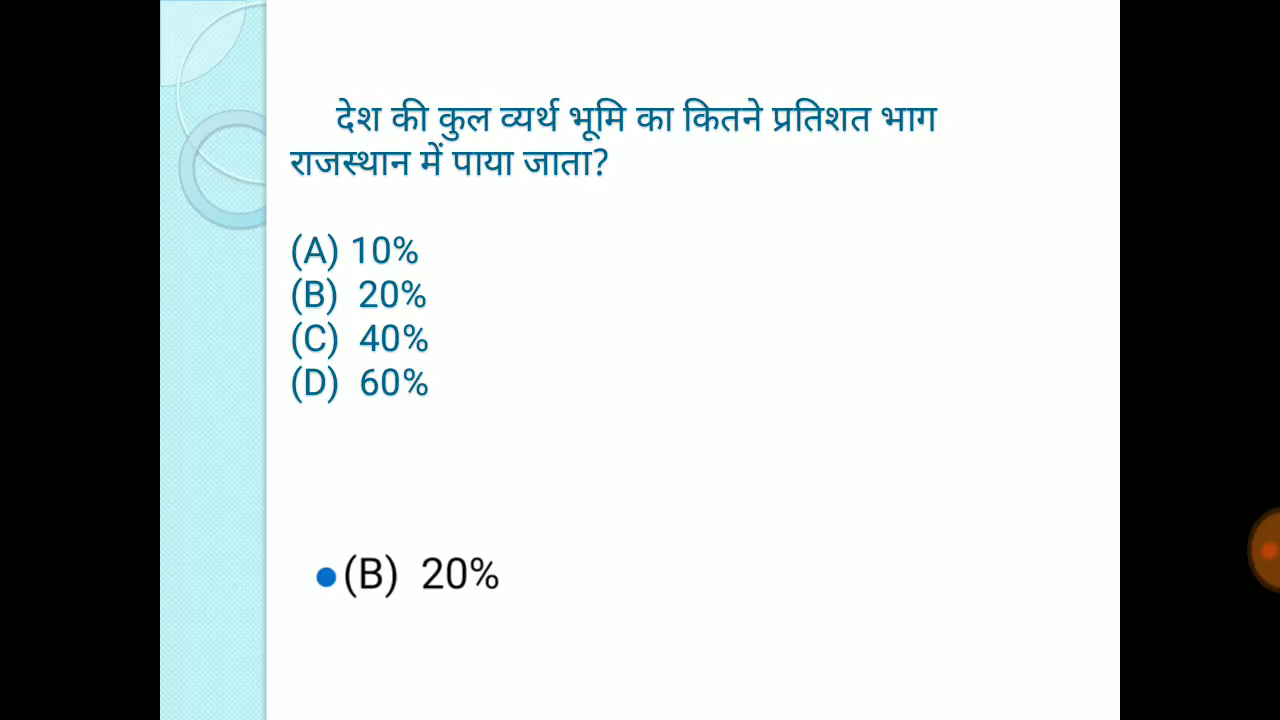 देश की कुल व्यर्थ भूमि का कितने प्रतिशत भाग
राजस्थान में पाया जाता?
(A) 10%
(B) 20%
(C) 40%
(D) 60%
(B) 20%